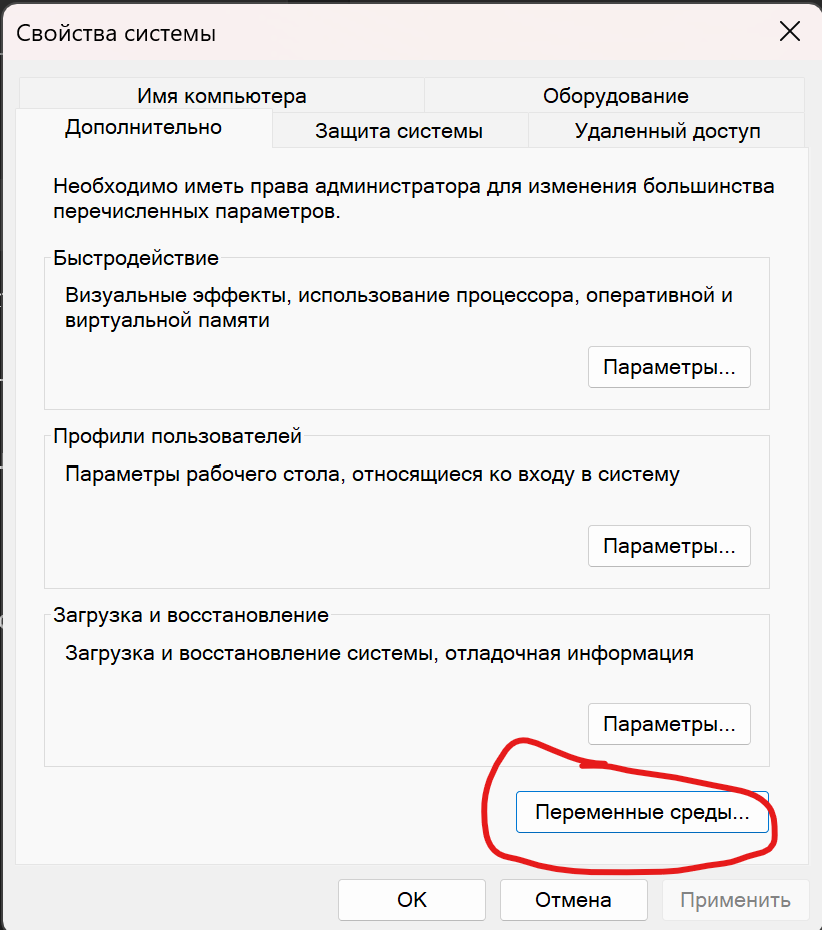 Свойства системы
Имя компьютера
Оборудование
Дополнительно
Защита системы
Удаленный доступ
Необходимо иметь права администратора для изменения большинства
перечисленных параметров.
Быстродействие
Визуальные эффекты, использование процессора, оперативной и
виртуальной памяти
Параметры...
Профили пользователей
Параметры рабочего стола, относящиеся ко входу в систему
Параметры...
Загрузка и восстановление
Загрузка и восстановление системы, отладочная информация
Параметры...
Переменные среды...
ОК
Отмена
Применить